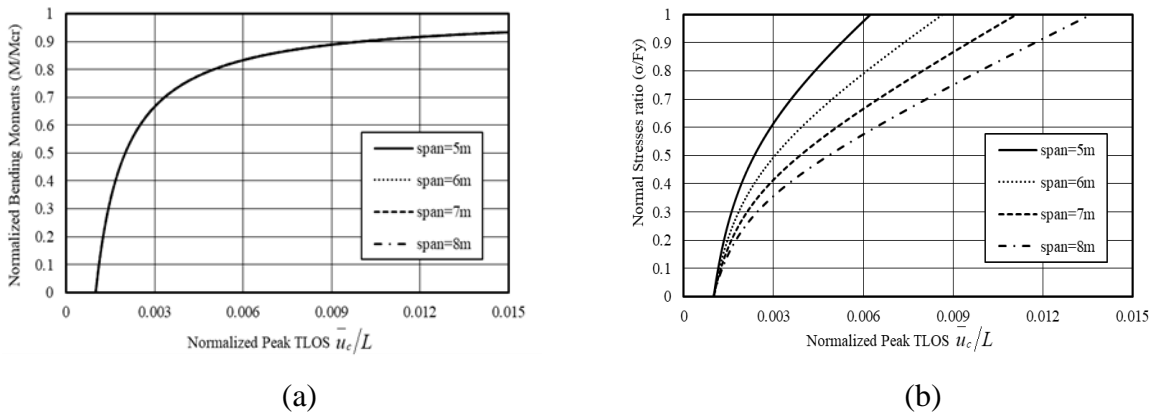 Normalized Bending Moments (M/Mcr)
1
0.9
0.8
0.7
0.6
0.5
0.4
0.3
0.2
0.1
0
0 0.003 0.006 0.009 0.012 0.015
span=5m
span=6m
span=7m
span=8m
Normalized Peak TLOS u̅_c/L
(a)
Normal Stresses ratio (σ/Fy)
1
0.9
0.8
0.7
0.6
0.5
0.4
0.3
0.2
0.1
0
0 0.003 0.006 0.009 0.012 0.015
span=5m
span=6m
span=7m
span=8m
Normalized Peak TLOS u̅_c/L
(b)